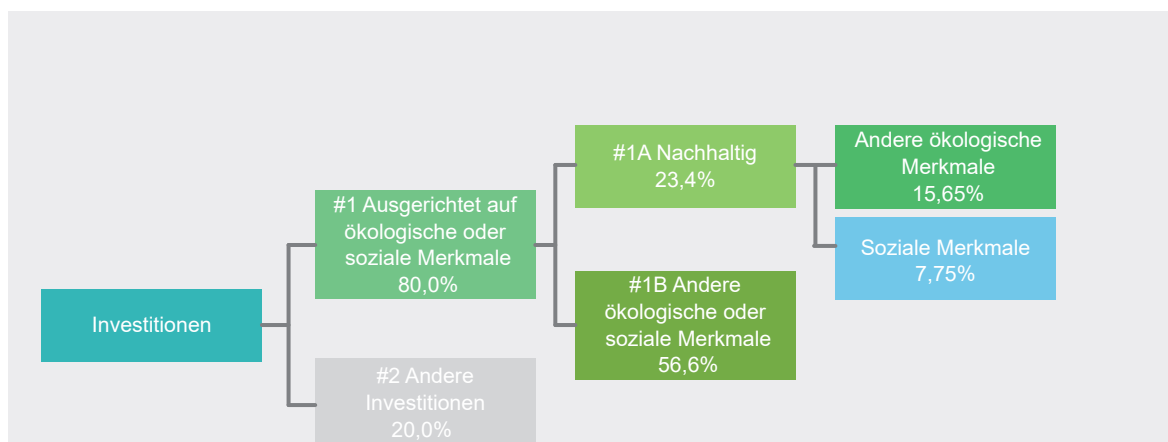 #1A Nachhaltig
23,4%
Andere ökologische
Merkmale
15,65%
#1 Ausgerichtet auf
ökologische oder
soziale Merkmale
80,0%
Soziale Merkmale
7,75%
#1B Andere
ökologische oder
soziale Merkmale
56,6%
Investitionen
#2 Andere
Investitionen
20,0%